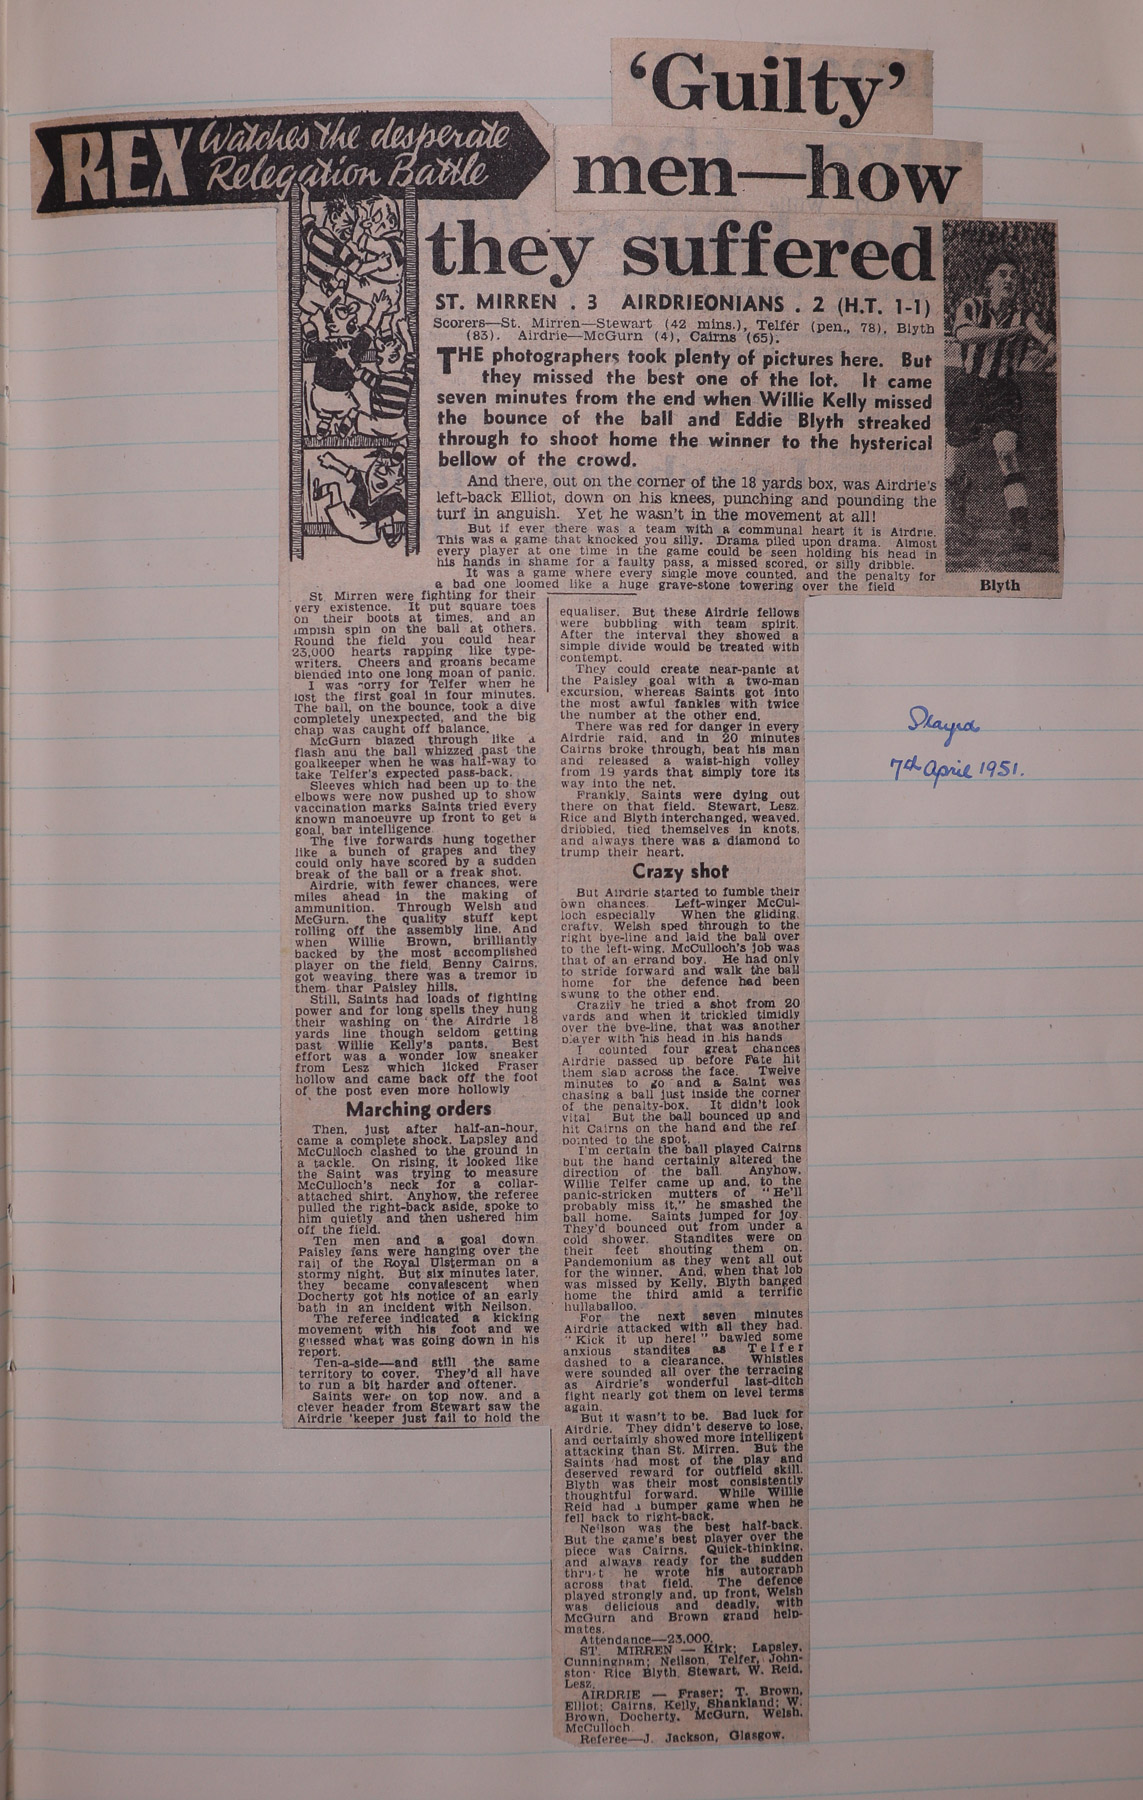 REX Watches the desperate
Relegation Battle
‘Guilty’
men—how
they suffered
ST. MIRREN . 3 AIRDRIEONIANS . 2 (H.T. 1-1)
Scorers—St. Mirren—Stewart (42 mins.), Telfer (pen., 78), Blyth
(83). Airdrie—McGurn (4), Cairns (65).
THE photographers took plenty of pictures here. But
they missed the best one of the lot. It came
seven minutes from the end when Willie Kelly missed
the bounce of the ball and Eddie Blyth streaked
through to shoot home the winner to the hysterical
bellow of the crowd.
And there, out on the corner of the 18 yards box, was Airdrie's
left-back Elliot, down on his knees, punching and pounding the
turf in anguish. Yet he wasn't in the movement at all!
But if ever there was a team with a communal heart it is Airdrie.
This was a game that knocked you silly. Drama piled upon drama. Almost
every player at one time in the game could be seen holding his head in
his hands in shame for a faulty pass, a missed scored, or silly dribble.
It was a game where every single move counted, and the penalty for
a bad one loomed like a huge grave-stone towering over the field
Blyth
St. Mirren were fighting for their
very existence. It put square toes
on their boots at times, and an
impish spin on the ball at others.
Round the field you could hear
23,000 hearts rapping like type-
writers. Cheers and groans became
blended into one long moan of panic.
I was sorry for Telfer when he
lost the first goal in four minutes.
The ball, on the bounce, took a dive
completely unexpected, and the big
chap was caught off balance.
McGurn blazed through like a
flash and the ball whizzed past the
goalkeeper when he was half-way to
take Telfer's expected pass-back.
Sleeves which had been up to the
elbows were now pushed up to show
vaccination marks Saints tried every
known manoeuvre up front to get a
goal, bar intelligence.
The five forwards hung together
like a bunch of grapes and they
could only have scored by a sudden
break of the ball or a freak shot.
Airdrie, with fewer chances, were
miles ahead in the making of
ammunition. Through Welsh and
McGurn, the quality stuff kept
rolling off the assembly line. And
when Willie Brown, brilliantly
backed by the most accomplished
player on the field, Benny Cairns,
got weaving, there was a tremor in
them thar Paisley hills.
Still, Saints had loads of fighting
power and for long spells they hung
their washing on the Airdrie 18
yards line though seldom getting
past Willie Kelly's pants. Best
effort was a wonder low sneaker
from Lesz which licked Fraser
hollow and came back off the foot
of the post even more hollowly
Marching orders
Then, just after half-an-hour,
came a complete shock. Lapsley and
McCulloch clashed to the ground in
a tackle. On rising, it looked like
the Saint was trying to measure
McCulloch's neck for a collar-
attached shirt. Anyhow, the referee
pulled the right-back aside, spoke to
him quietly and then ushered him
off the field.
Ten men and a goal down
Paisley fans were hanging over the
rail of the Royal Ulsterman on a
stormy night. But six minutes later,
they became convalescent when
Docherty got his notice of an early
bath in an incident with Neilson.
The referee indicated a kicking
movement with his foot and we
guessed what was going down in his
report.
Ten-a-side—and still the same
territory to cover. They'd all have
to run a bit harder and oftener.
Saints were on top now, and a
clever header from Stewart saw the
Airdrie 'keeper just fail to hold the
equaliser. But these Airdrie fellows
were bubbling with team spirit.
After the interval they showed a
simple divide would be treated with
contempt.
They could create near-panic at
the Paisley goal with a two-man
excursion, whereas Saints got into
the most awful fankles with twice
the number at the other end.
There was red for danger in every
Airdrie raid, and in 20 minutes
Cairns broke through, beat his man
and released a waist-high volley
from 19 yards that simply tore its
way into the net.
Frankly, Saints were dying out
there on that field. Stewart, Lesz,
Rice and Blyth interchanged, weaved,
dribbled, tied themselves in knots,
and always there was a diamond to
trump their heart.
Crazy shot
But Airdrie started to fumble their
own chances. Left-winger McCul-
loch especially When the gliding,
crafty, Welsh sped through to the
right bye-line and laid the ball over
to the left-wing, McCulloch's job was
that of an errand boy. He had only
to stride forward and walk the ball
home for the defence had been
swung to the other end.
Crazily he tried a shot from 20
yards and when it trickled timidly
over the bye-line, that was another
player with his head in his hands
I counted four great chances
Airdrie passed up before Fate hit
them slap across the face. Twelve
minutes to go and a Saint was
chasing a ball just inside the corner
of the penalty-box. It didn't look
vital But the ball bounced up and
hit Cairns on the hand and the ref
pointed to the spot.
I'm certain the ball played Cairns
but the hand certainly altered the
direction of the ball. Anyhow,
Willie Telfer came up and, to the
panic-stricken mutters of "He'll
probably miss it," he smashed the
ball home. Saints jumped for joy.
They'd bounced out from under a
cold shower. Standites were on
their feet shouting them on.
Pandemonium as they went all out
for the winner. And, when that lob
was missed by Kelly, Blyth banged
home the third amid a terrific
hullaballoo.
For the next seven minutes
Airdrie attacked with all they had.
"Kick it up here!" bawled some
anxious standites as Telfer
dashed to a clearance. Whistles
were sounded all over the terracing
as Airdrie's wonderful last-ditch
fight nearly got them on level terms
again.
But it wasn't to be. Bad luck for
Airdrie. They didn't deserve to lose,
and certainly showed more intelligent
attacking than St. Mirren. But the
Saints had most of the play and
deserved reward for outfield skill.
Blyth was their most consistently
thoughtful forward. While Willie
Reid had a bumper game when he
fell back to right-back.
Neilson was the best half-back.
But the game's best player over the
piece was Cairns. Quick-thinking,
and always ready for the sudden
thrust he wrote his autograph
across that field. The defence
played strongly and, up front, Welsh
was delicious and deadly, with
McGurn and Brown grand help-
mates.
Attendance—23,000.
ST. MIRREN — Kirk; Lapsley,
Cunningham; Neilson, Telfer, John-
ston; Rice Blyth, Stewart, W. Reid,
Lesz.
AIRDRIE — Fraser; T. Brown,
Elliot; Cairns, Kelly, Shankland; W.
Brown, Docherty, McGurn, Welsh,
McCulloch.
Referee—J. Jackson, Glasgow.
Played
7th April 1951.